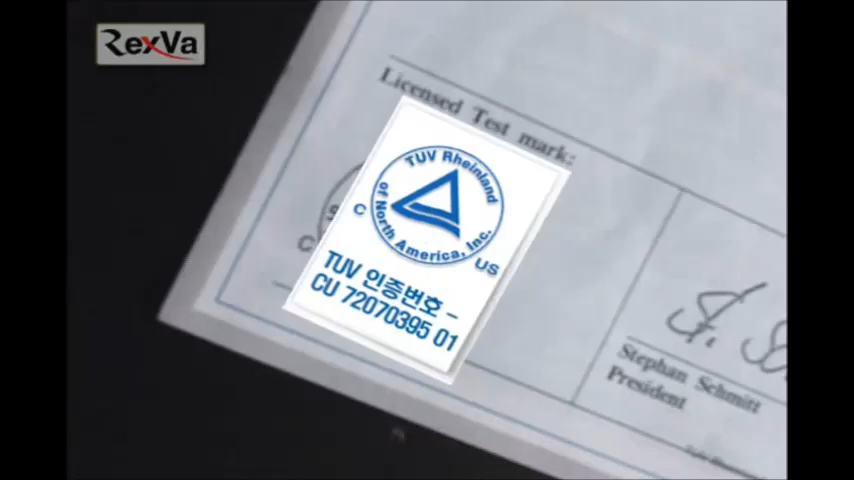 RexVa
Licensed Test mark:
TUV Rheinland
of North America, Inc.
C
US
TUV 인증번호 -
CU 72070395 01
C
Stephan Schmitt
President